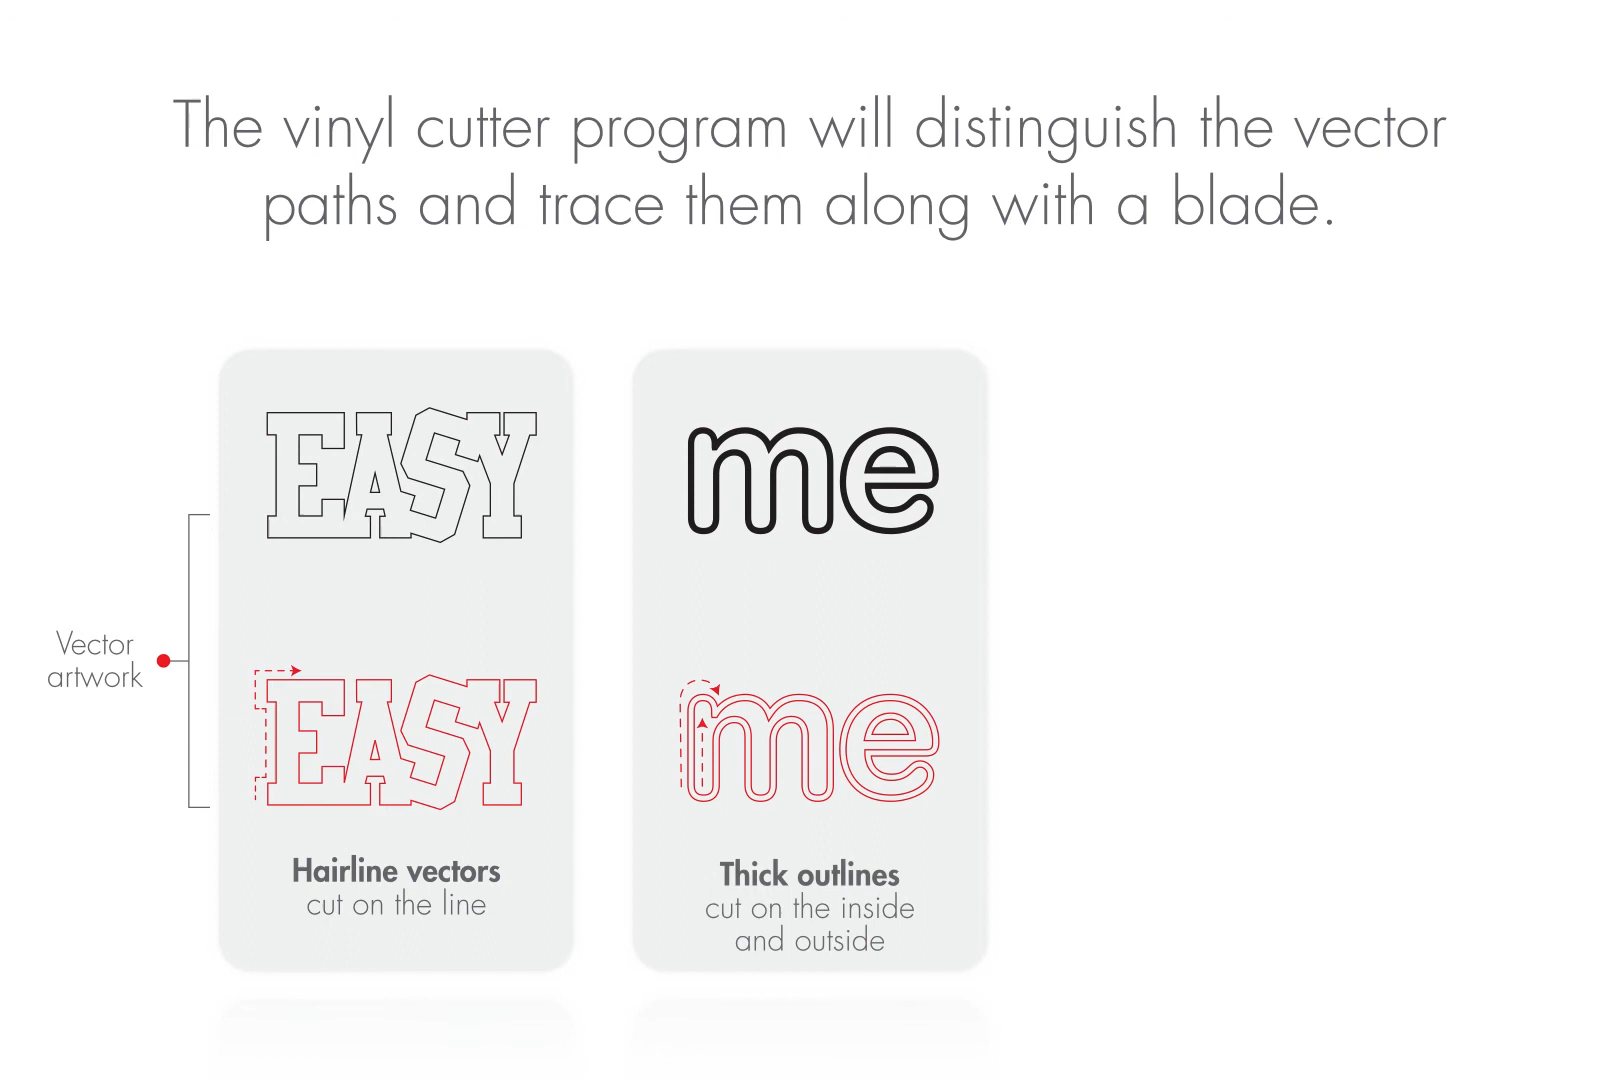 The vinyl cutter program will distinguish the vector
paths and trace them along with a blade.
Vector
artwork
EASY
EASY
Hairline vectors
cut on the line
me
me
Thick outlines
cut on the inside
and outside